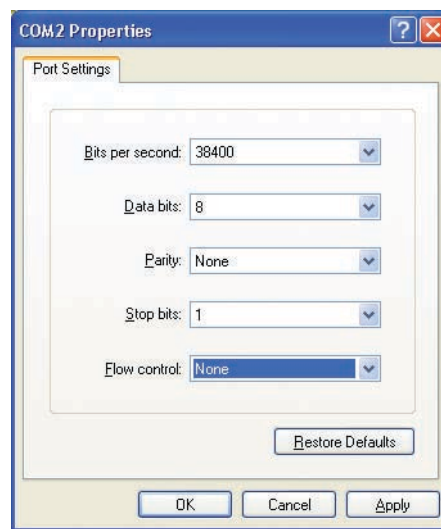 COM2 Properties
Port Settings
Bits per second: 38400
Data bits: 8
Parity: None
Stop bits: 1
Flow control: None
Restore Defaults
OK Cancel Apply